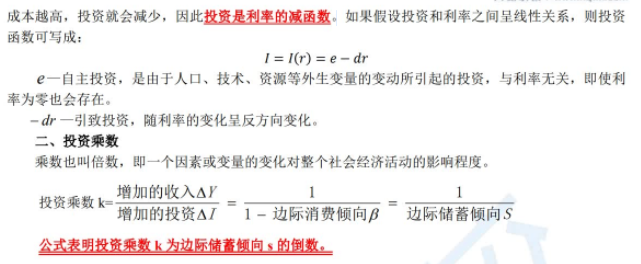 成本越高，投资就会减少，因此投资是利率的减函数。如果假设投资和利率之间呈线性关系，则投资
函数可写成：
I = I(r) = e − dr
e—自主投资，是由于人口、技术、资源等外生变量的变动所引起的投资，与利率无关，即使利
率为零也会存在。
− dr —引致投资，随利率的变化呈反方向变化。
二、投资乘数
乘数也叫倍数，即一个因素或变量的变化对整个社会经济活动的影响程度。
投资乘数 k= 增加的收入ΔY / 增加的投资ΔI = 1 / 1 − 边际消费倾向β = 1 / 边际储蓄倾向S
公式表明投资乘数 k 为边际储蓄倾向 s 的倒数。